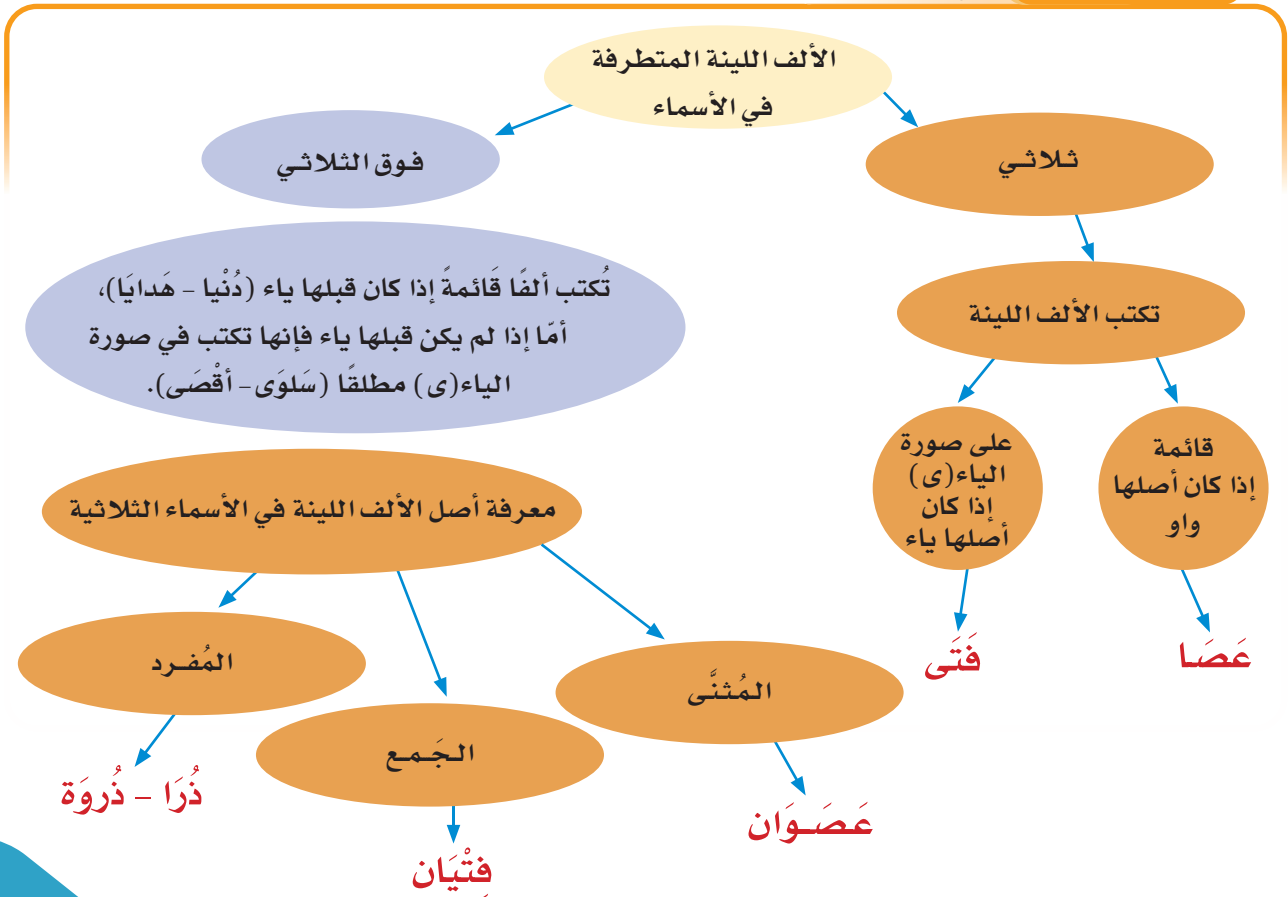 الألف اللينة المتطرفة
في الأسماء
ثلاثي
فوق الثلاثي
تُكتب ألفًا قَائمةً إذا كان قبلها ياء (دُنْيا – هَدايَا)،
أمّا إذا لم يكن قبلها ياء فإنها تكتب في صورة
الياء(ى) مطلقًا (سَلوَى– أقْصَى).
تكتب الألف اللينة
قائمة
إذا كان أصلها
واو
على صورة
الياء(ى)
إذا كان
أصلها ياء
عَصَا
فَتَى
معرفة أصل الألف اللينة في الأسماء الثلاثية
المُثنَّى
الجَمع
المُفرد
عَصَوَان
فِتْيَان
ذُرَا – ذُروَة